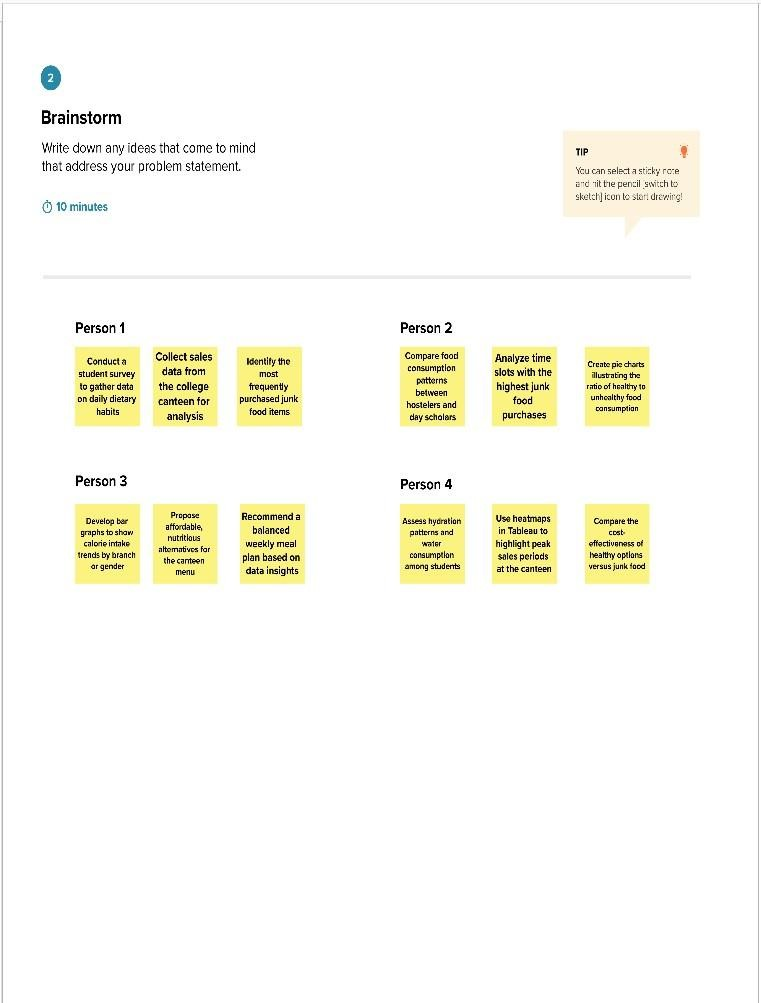 2
Brainstorm
Write down any ideas that come to mind
that address your problem statement.
10 minutes
TIP
You can select a sticky note
and hit the pencil [switch to
sketch] icon to start drawing!
Person 1
Conduct a
student survey
to gather data
on daily dietary
habits
Collect sales
data from
the college
canteen for
analysis
Identify the
most
frequently
purchased junk
food items
Person 2
Compare food
consumption
patterns
between
hostelers and
day scholars
Analyze time
slots with the
highest junk
food
purchases
Create pie charts
illustrating the
ratio of healthy to
unhealthy food
consumption
Person 3
Develop bar
graphs to show
calorie intake
trends by branch
or gender
Propose
affordable,
nutritious
alternatives for
the canteen
menu
Recommend a
balanced
weekly meal
plan based on
data insights
Person 4
Assess hydration
patterns and
water
consumption
among students
Use heatmaps
in Tableau to
highlight peak
sales periods
at the canteen
Compare the
cost-
effectiveness of
healthy options
versus junk food